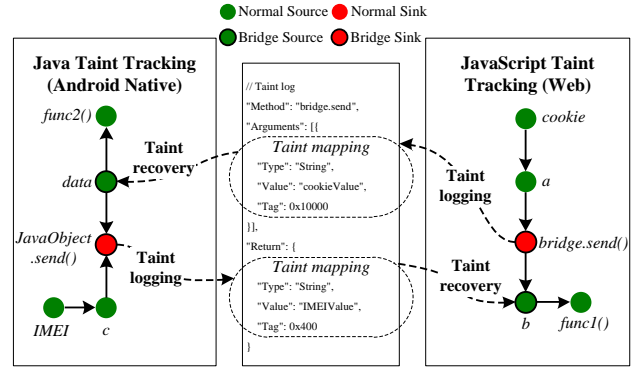 Normal Source
Normal Sink
Bridge Source
Bridge Sink
Java Taint Tracking
(Android Native)
func2()
Taint
recovery
data
JavaObject
.send()
Taint
logging
IMEI
c
// Taint log
"Method": "bridge.send",
"Arguments": [{
Taint mapping
"Type": "String",
"Value": "cookieValue",
"Tag": 0x10000
}],
"Return": {
Taint mapping
"Type": "String",
"Value": "IMEIValue",
"Tag": 0x400
}
JavaScript Taint
Tracking (Web)
cookie
a
Taint
logging
bridge.send()
Taint
recovery
b
func1()